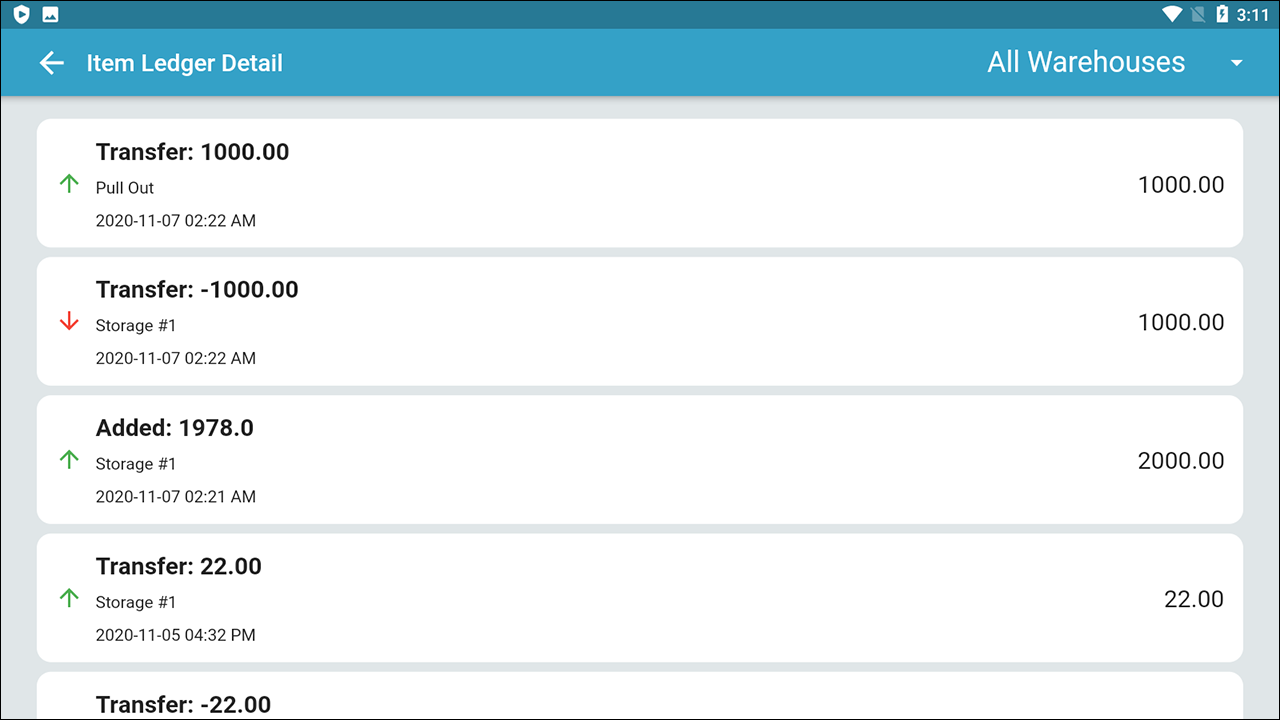 3:11
Item Ledger Detail
All Warehouses
Transfer: 1000.00
Pull Out
2020-11-07 02:22 AM
1000.00
Transfer: -1000.00
Storage #1
2020-11-07 02:22 AM
1000.00
Added: 1978.0
Storage #1
2020-11-07 02:21 AM
2000.00
Transfer: 22.00
Storage #1
2020-11-05 04:32 PM
22.00
Transfer: -22.00